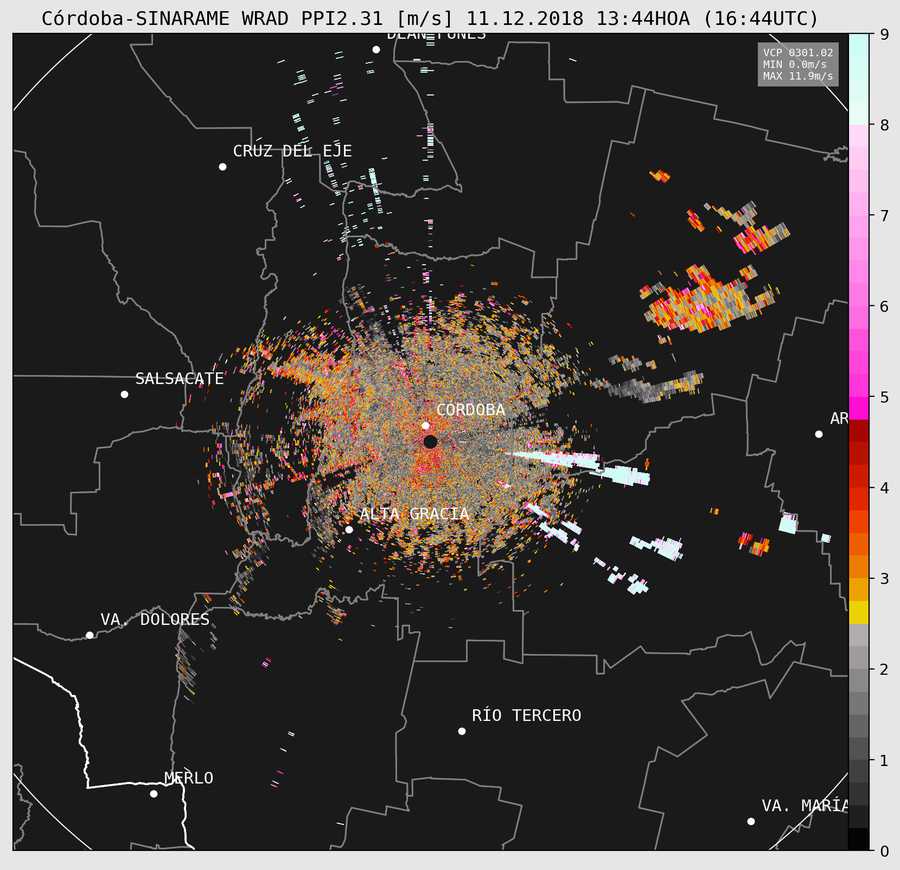 Córdoba-SINARAME WRAD PPI2.31 [m/s] 11.12.2018 13:44HOA (16:44UTC)
VCP 0301.02
MIN 0.0m/s
MAX 11.9m/s
DEAN FUNES
CRUZ DEL EJE
SALSACATE
CORDOBA
AR
ALTA GRACIA
VA. DOLORES
RÍO TERCERO
MERLO
VA. MARÍA
9
8
7
6
5
4
3
2
1
0